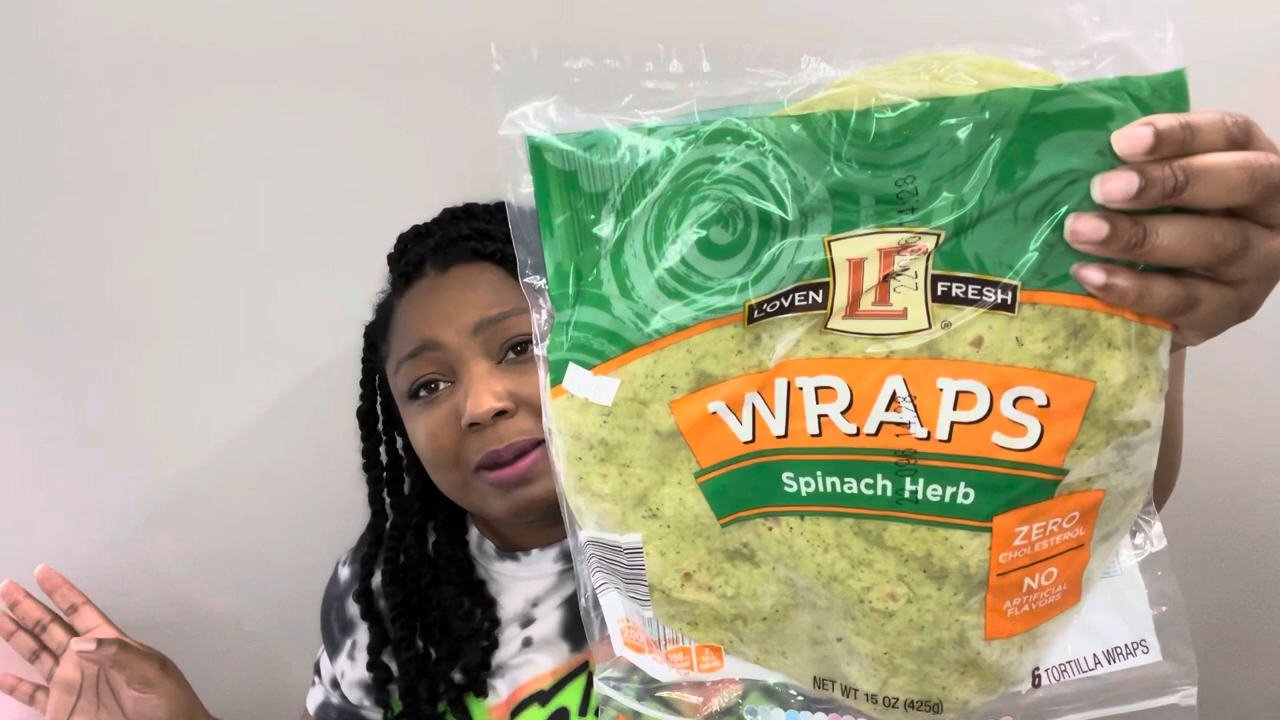 L'OVEN LF FRESH
®
WRAPS
Spinach Herb
ZERO
CHOLESTEROL
NO
ARTIFICIAL
FLAVORS
6 TORTILLA WRAPS
NET WT 15 OZ (425g)